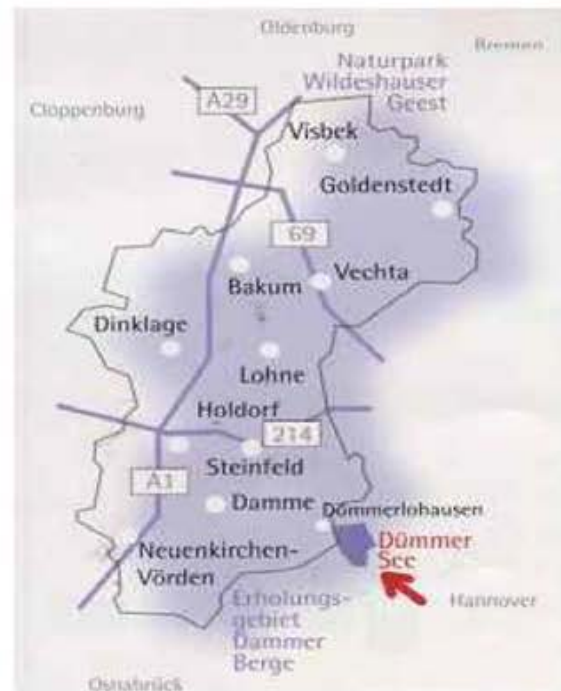 Oldenburg
Bremen
Naturpark
Wildeshauser
Geest
A29
Cloppenburg
Visbek
Goldenstedt
69
Bakum
Vechta
Dinklage
Lohne
Holdorf
214
Steinfeld
A1
Damme
Dömmerlohausen
Neuenkirchen-
Vörden
Dümmer
See
Hannover
Erholungs-
gebiet
Dammer
Berge
Osnabrück